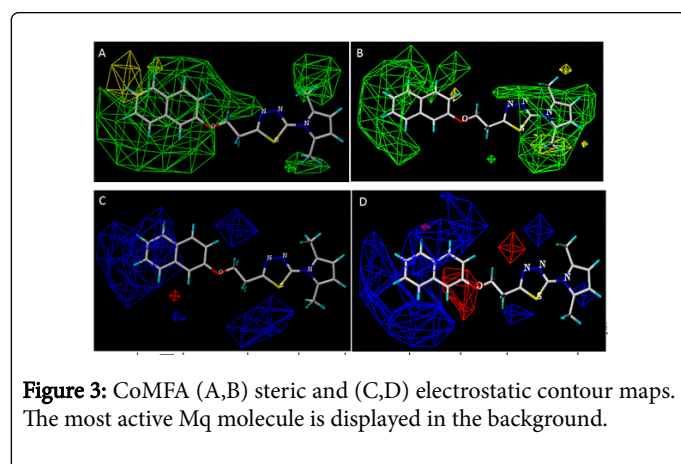 A
B
N
N
O
S
N
N
N
O
S
N
C
D
N
N
O
S
N
N
N
O
S
N
Figure 3: CoMFA (A,B) steric and (C,D) electrostatic contour maps.
The most active Mq molecule is displayed in the background.